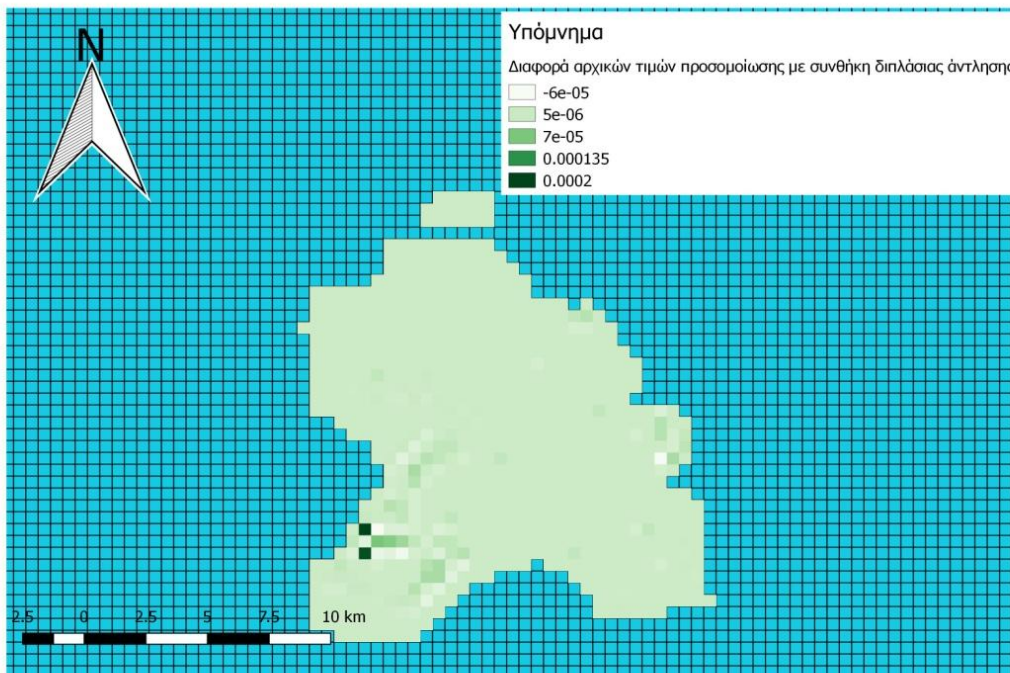 N
Υπόμνημα
Διαφορά αρχικών τιμών προσομοίωσης με συνθήκη διπλάσιας άντλησης
-6e-05
5e-06
7e-05
0.000135
0.0002
2.5 0 2.5 5 7.5 10 km